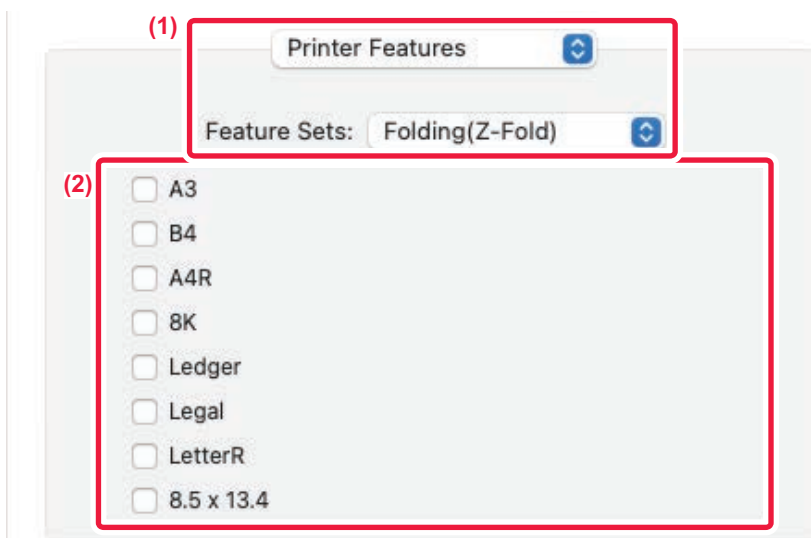 (1)
Printer Features
Feature Sets: Folding(Z-Fold)
(2)
A3
B4
A4R
8K
Ledger
Legal
LetterR
8.5 x 13.4